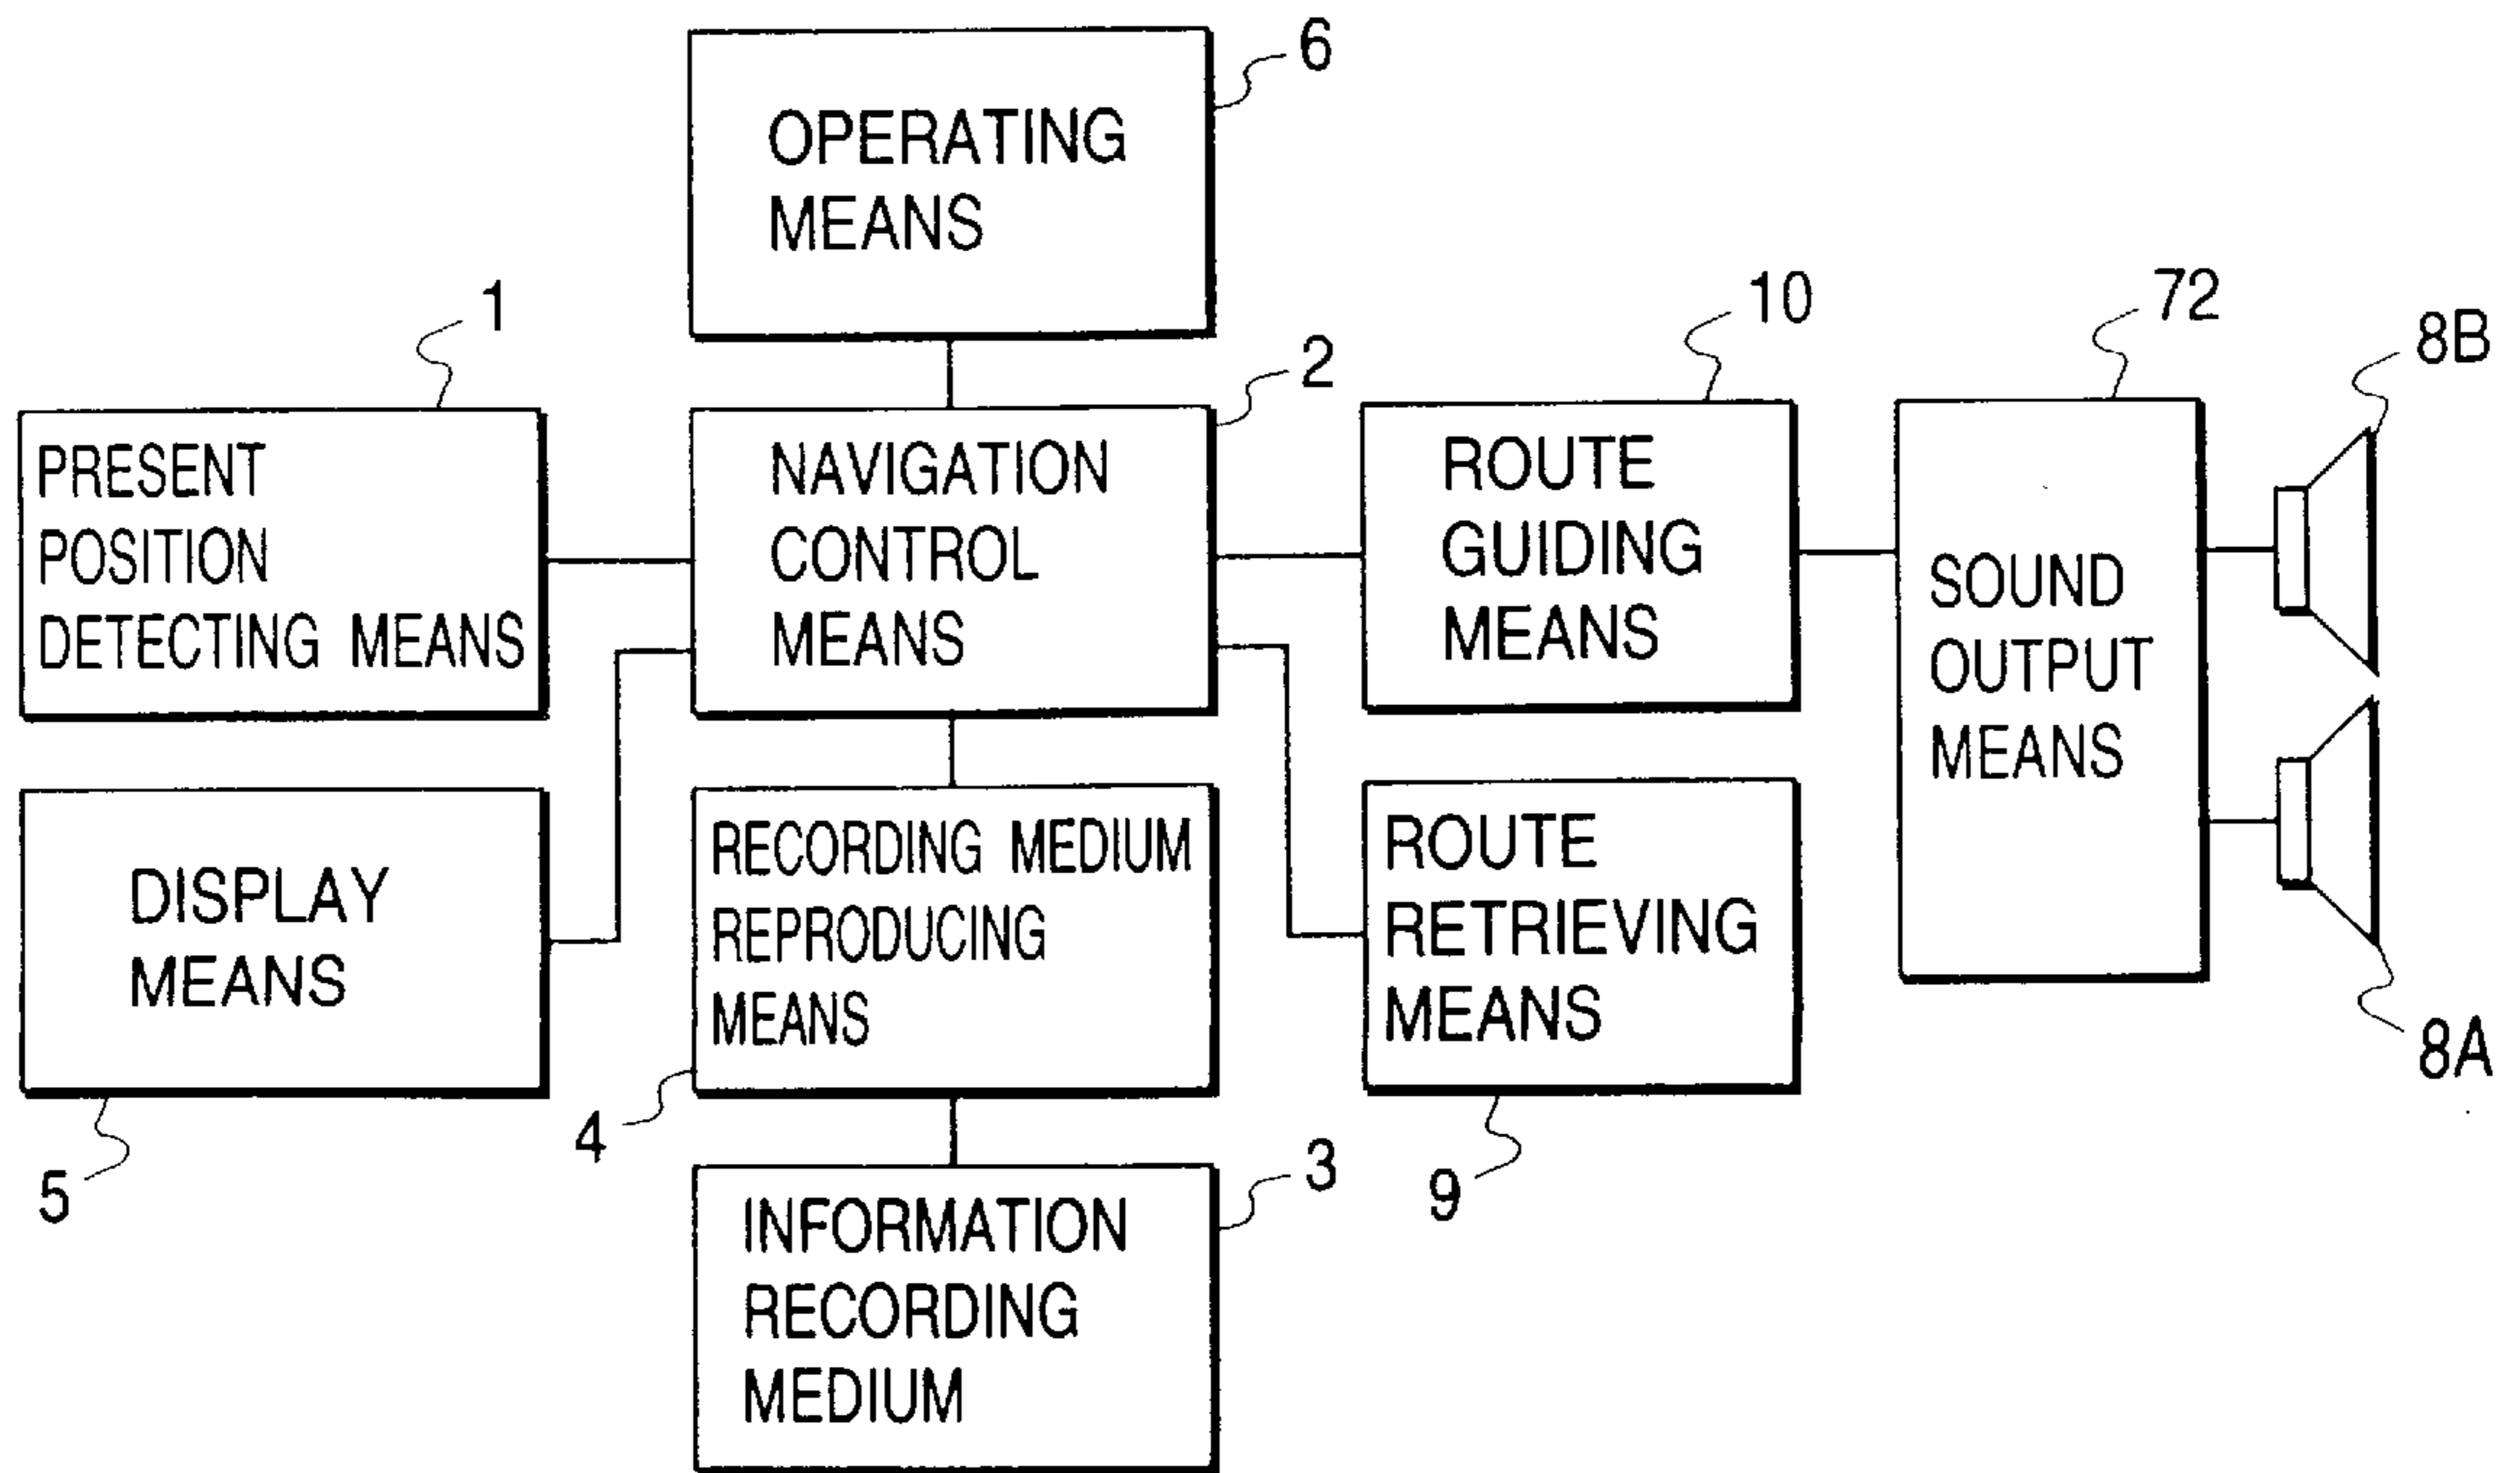 6
OPERATING
MEANS
1
PRESENT
POSITION
DETECTING MEANS
2
NAVIGATION
CONTROL
MEANS
10
ROUTE
GUIDING
MEANS
72
SOUND
OUTPUT
MEANS
8B
8A
DISPLAY
MEANS
5
RECORDING MEDIUM
REPRODUCING
MEANS
4
ROUTE
RETRIEVING
MEANS
9
3
INFORMATION
RECORDING
MEDIUM